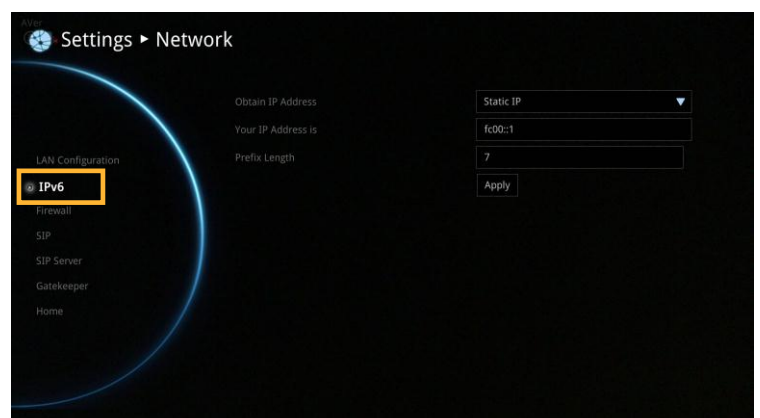 AVer
Settings ▸ Network
Obtain IP Address Static IP
Your IP Address is fc00::1
Prefix Length 7
Apply
LAN Configuration
IPv6
Firewall
SIP
SIP Server
Gatekeeper
Home